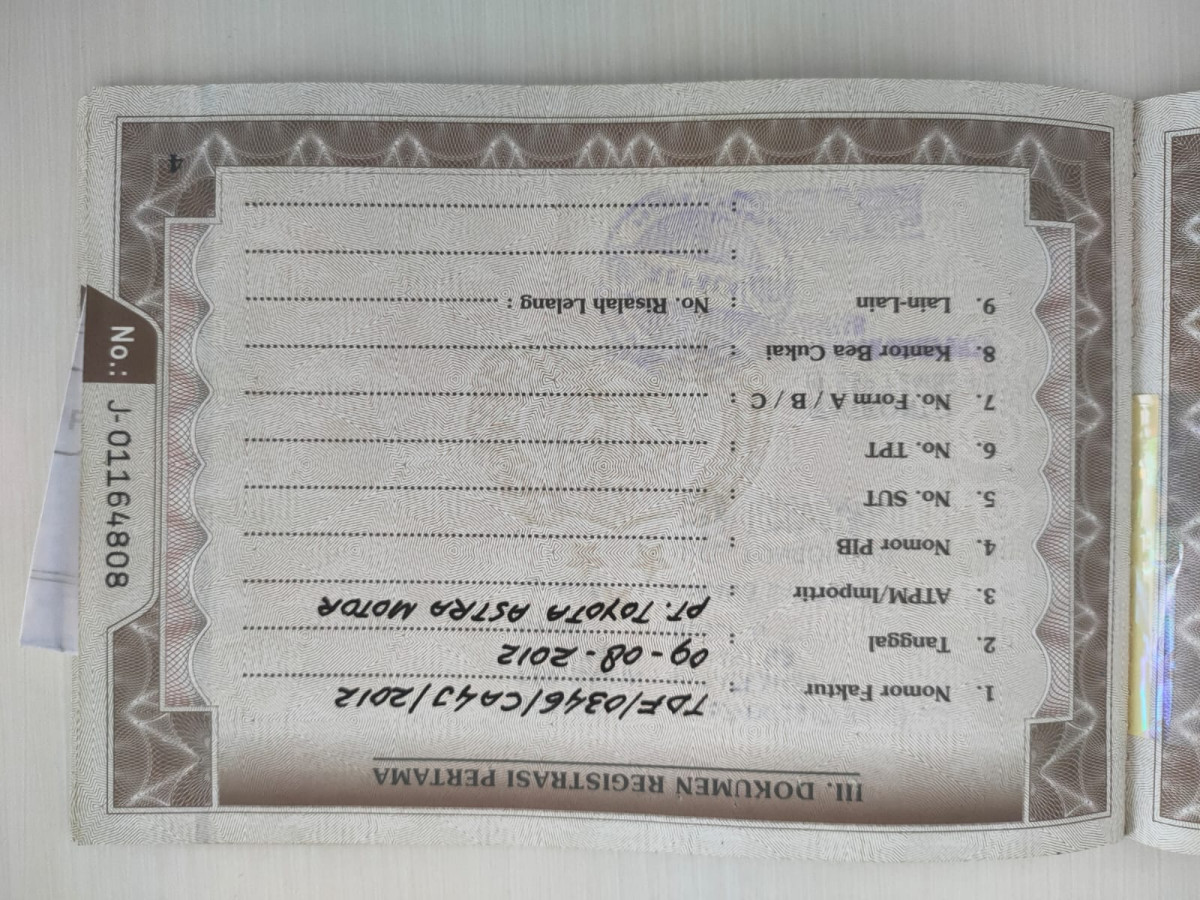 III. DOKUMEN REGISTRASI PERTAMA
1. Nomor Faktur : TDF/0346/CA4J/2012
2. Tanggal : 09-08-2012
3. ATPM/Importir : PT. TOYOTA ASTRA MOTOR
4. Nomor PIB :
5. No. SUT :
6. No. TPT
7. No. Form A / B / C :
8. Kantor Bea Cukai :
9. Lain-Lain : No. Risalah Lelang :
:
:
4
No.: J-01164808